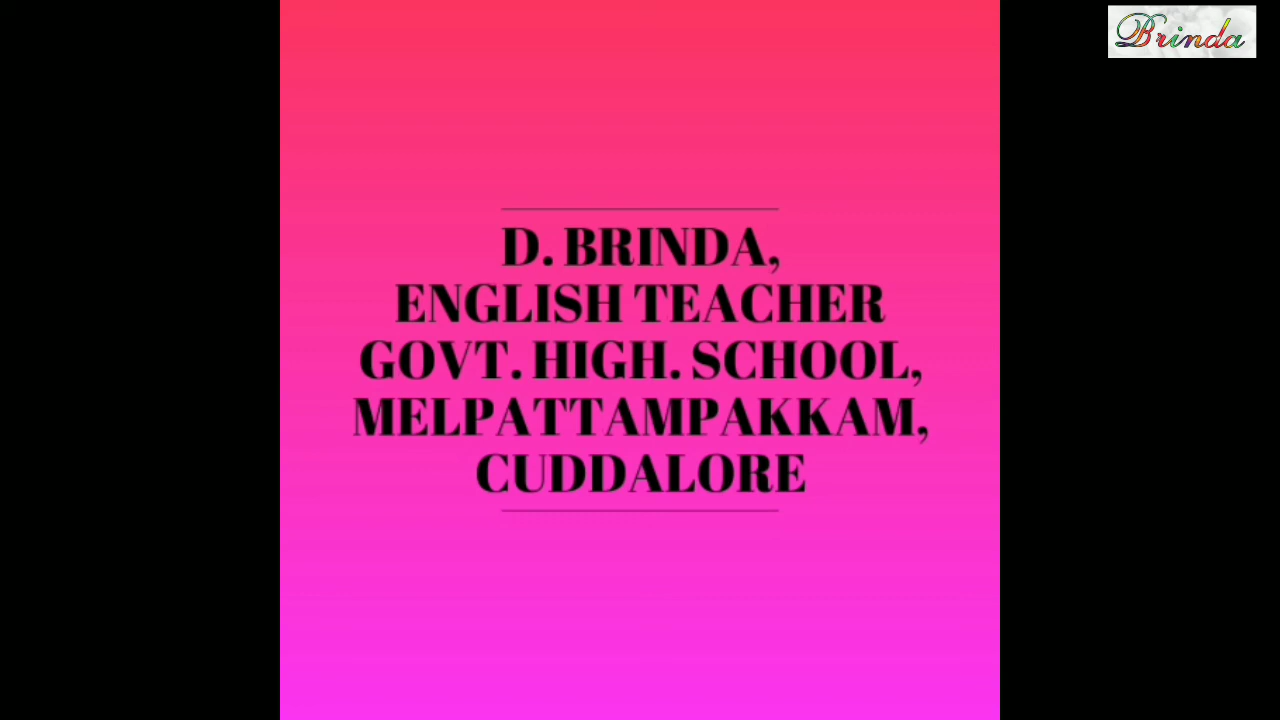 Brinda
D. BRINDA,
ENGLISH TEACHER
GOVT. HIGH. SCHOOL,
MELPATTAMPAKKAM,
CUDDALORE